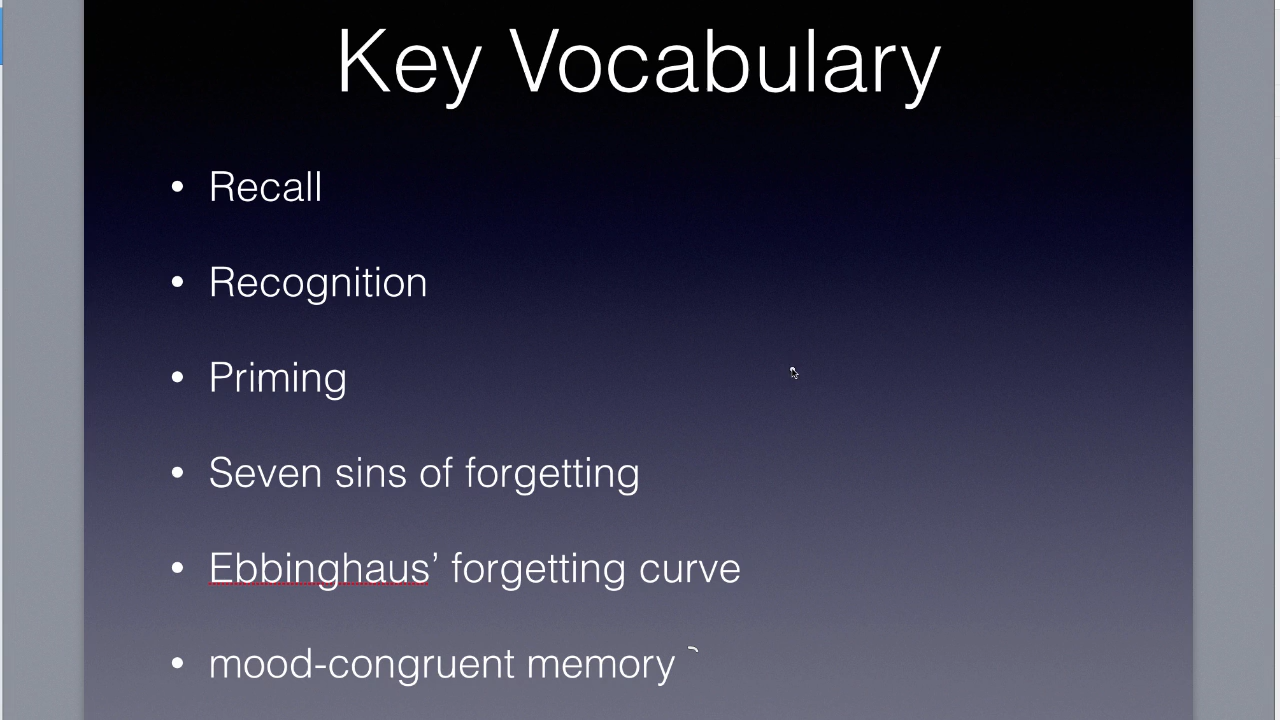 Key Vocabulary
• Recall
• Recognition
• Priming
• Seven sins of forgetting
• Ebbinghaus’ forgetting curve
• mood-congruent memory